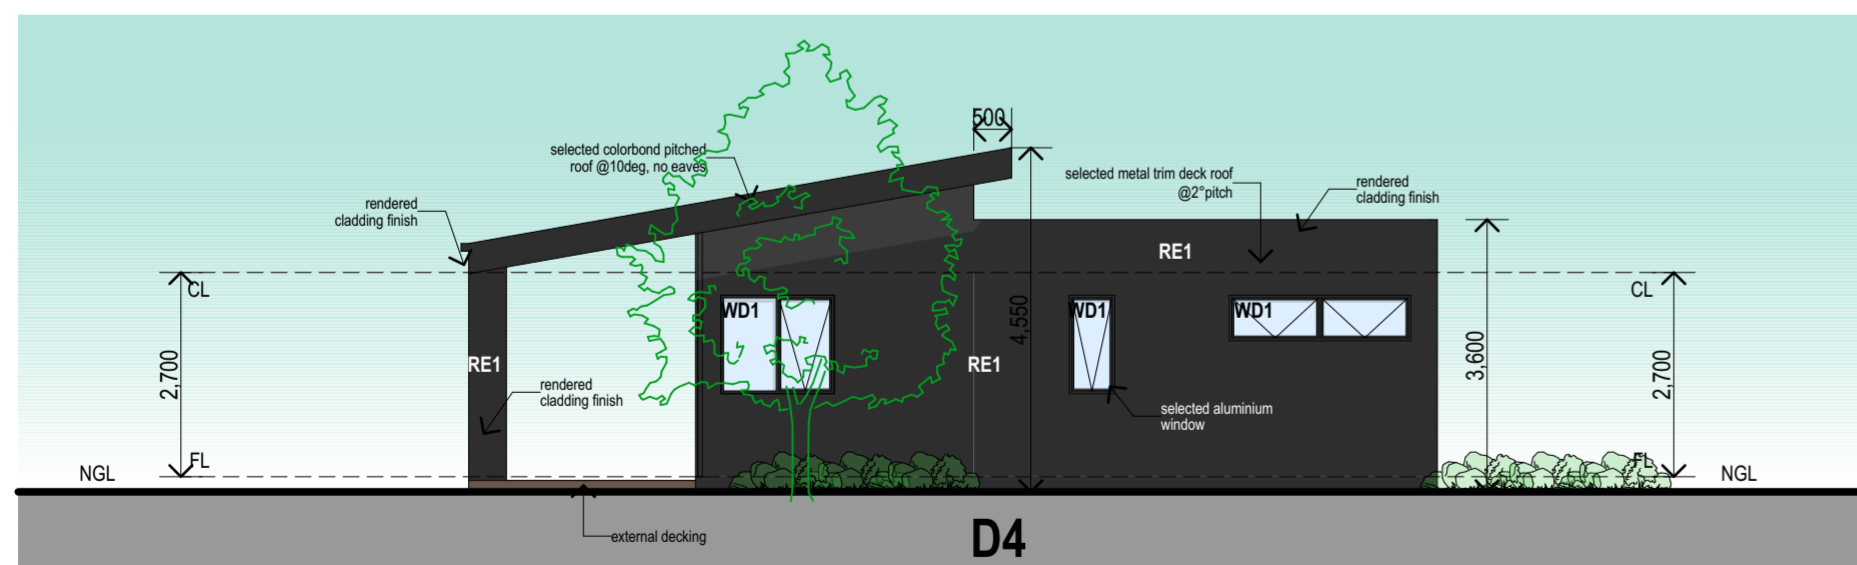 500
selected colorbond pitched
roof @10deg, no eaves
selected metal trim deck roof
@2°pitch
rendered
cladding finish
rendered
cladding finish
RE1
CL
CL
WD1
WD1
WD1
4,550
3,600
2,700
2,700
RE1
RE1
rendered
cladding finish
selected aluminium
window
FL
FL
NGL
NGL
external decking
D4